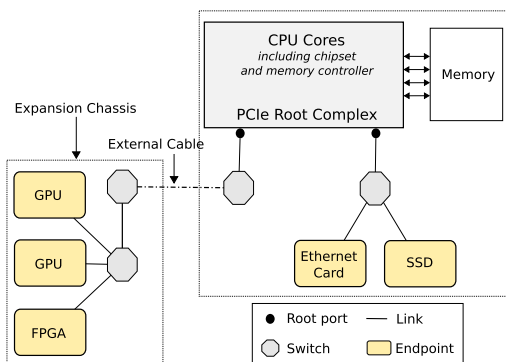 CPU Cores
including chipset
and memory controller
PCIe Root Complex
Memory
Expansion Chassis
External Cable
GPU
GPU
FPGA
Ethernet
Card
SSD
Root port
Link
Switch
Endpoint